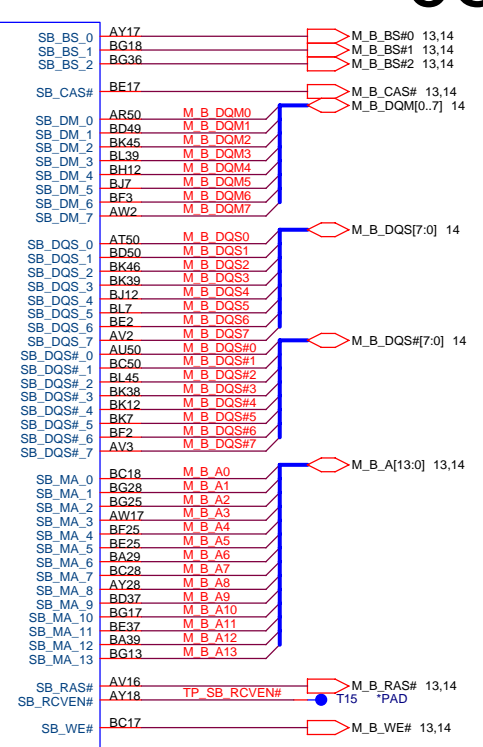 SB_BS_0 AY17 M_B_BS#0 13,14
SB_BS_1 BG18 M_B_BS#1 13,14
SB_BS_2 BG36 M_B_BS#2 13,14
SB_CAS# BE17 M_B_CAS# 13,14
M_B_DQM[0..7] 14
SB_DM_0 AR50 M_B_DQM0
SB_DM_1 BD49 M_B_DQM1
SB_DM_2 BK45 M_B_DQM2
SB_DM_3 BL39 M_B_DQM3
SB_DM_4 BH12 M_B_DQM4
SB_DM_5 BJ7 M_B_DQM5
SB_DM_6 BF3 M_B_DQM6
SB_DM_7 AW2 M_B_DQM7
M_B_DQS[7:0] 14
SB_DQS_0 AT50 M_B_DQS0
SB_DQS_1 BD50 M_B_DQS1
SB_DQS_2 BK46 M_B_DQS2
SB_DQS_3 BK39 M_B_DQS3
SB_DQS_4 BJ12 M_B_DQS4
SB_DQS_5 BL7 M_B_DQS5
SB_DQS_6 BE2 M_B_DQS6
SB_DQS_7 AV2 M_B_DQS7
M_B_DQS#[7:0] 14
SB_DQS#_0 AU50 M_B_DQS#0
SB_DQS#_1 BC50 M_B_DQS#1
SB_DQS#_2 BL45 M_B_DQS#2
SB_DQS#_3 BK38 M_B_DQS#3
SB_DQS#_4 BK12 M_B_DQS#4
SB_DQS#_5 BK7 M_B_DQS#5
SB_DQS#_6 BF2 M_B_DQS#6
SB_DQS#_7 AV3 M_B_DQS#7
M_B_A[13:0] 13,14
SB_MA_0 BC18 M_B_A0
SB_MA_1 BG28 M_B_A1
SB_MA_2 BG25 M_B_A2
SB_MA_3 AW17 M_B_A3
SB_MA_4 BF25 M_B_A4
SB_MA_5 BE25 M_B_A5
SB_MA_6 BA29 M_B_A6
SB_MA_7 BC28 M_B_A7
SB_MA_8 AY28 M_B_A8
SB_MA_9 BD37 M_B_A9
SB_MA_10 BG17 M_B_A10
SB_MA_11 BE37 M_B_A11
SB_MA_12 BA39 M_B_A12
SB_MA_13 BG13 M_B_A13
SB_RAS# AV16 M_B_RAS# 13,14
SB_RCVEN# AY18 TP_SB_RCVEN# T15 *PAD
SB_WE# BC17 M_B_WE# 13,14